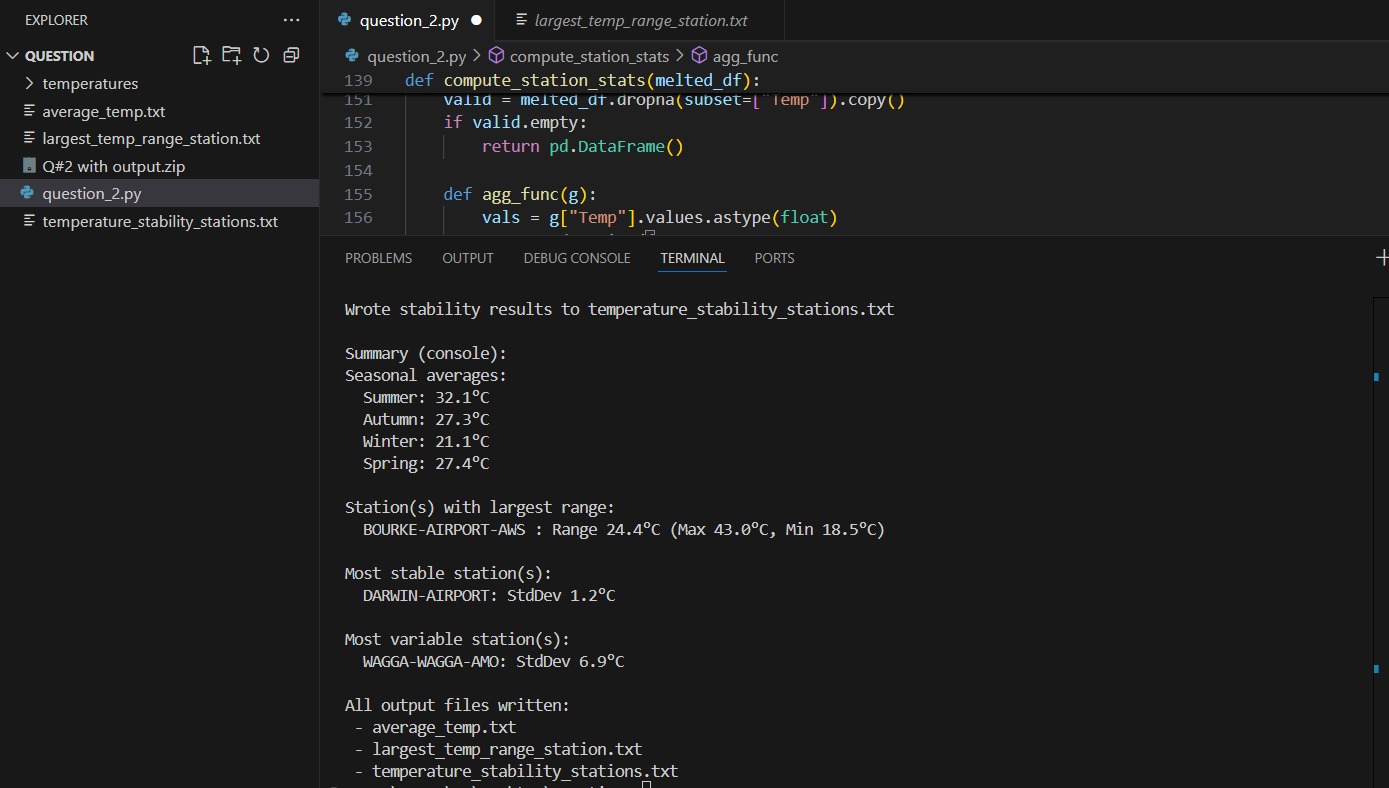 EXPLORER
QUESTION
temperatures
average_temp.txt
largest_temp_range_station.txt
Q#2 with output.zip
question_2.py
temperature_stability_stations.txt
question_2.py
largest_temp_range_station.txt
question_2.py > compute_station_stats > agg_func
139 def compute_station_stats(melted_df):
151 valid = melted_df.dropna(subset=["Temp"]).copy()
152 if valid.empty:
153 return pd.DataFrame()
154
155 def agg_func(g):
156 vals = g["Temp"].values.astype(float)
PROBLEMS OUTPUT DEBUG CONSOLE TERMINAL PORTS
Wrote stability results to temperature_stability_stations.txt
Summary (console):
Seasonal averages:
Summer: 32.1°C
Autumn: 27.3°C
Winter: 21.1°C
Spring: 27.4°C
Station(s) with largest range:
BOURKE-AIRPORT-AWS : Range 24.4°C (Max 43.0°C, Min 18.5°C)
Most stable station(s):
DARWIN-AIRPORT: StdDev 1.2°C
Most variable station(s):
WAGGA-WAGGA-AMO: StdDev 6.9°C
All output files written:
- average_temp.txt
- largest_temp_range_station.txt
- temperature_stability_stations.txt